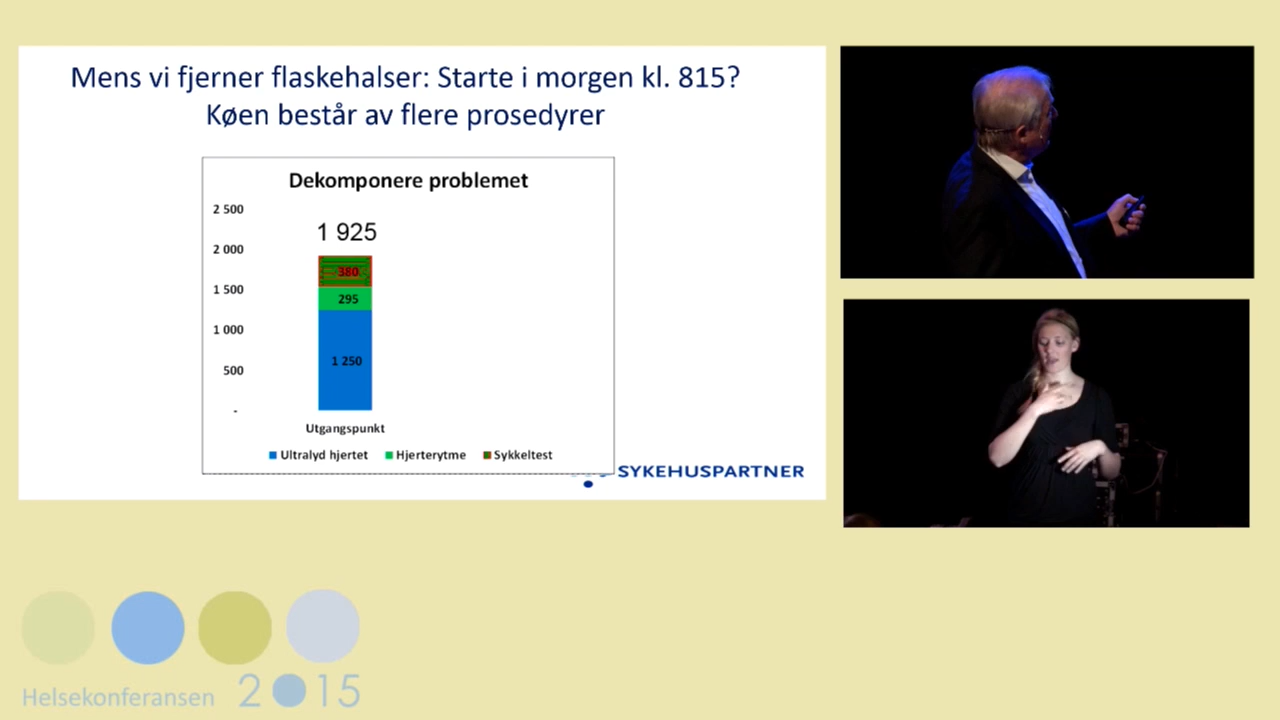 Mens vi fjerner flaskehalser: Starte i morgen kl. 815?
Køen består av flere prosedyrer
Dekomponere problemet
2 500
2 000
1 500
1 000
500
-
1 925
380
295
1 250
Utgangspunkt
Ultralyd hjertet Hjerterytme Sykkeltest
SYKEHUSPARTNER
Helsekonferansen 2015